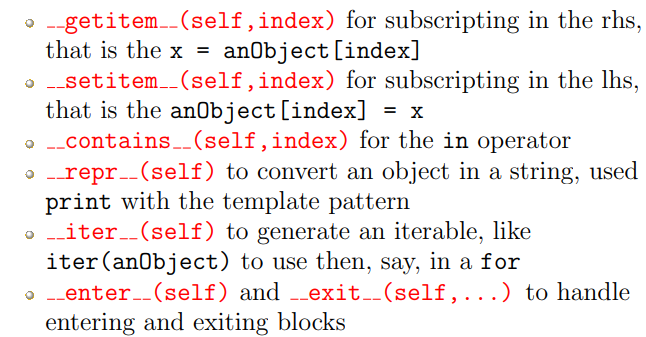 __getitem__(self,index) for subscripting in the rhs,
that is the x = anObject[index]
__setitem__(self,index) for subscripting in the lhs,
that is the anObject[index] = x
__contains__(self,index) for the in operator
__repr__(self) to convert an object in a string, used
print with the template pattern
__iter__(self) to generate an iterable, like
iter(anObject) to use then, say, in a for
__enter__(self) and __exit__(self,...) to handle
entering and exiting blocks